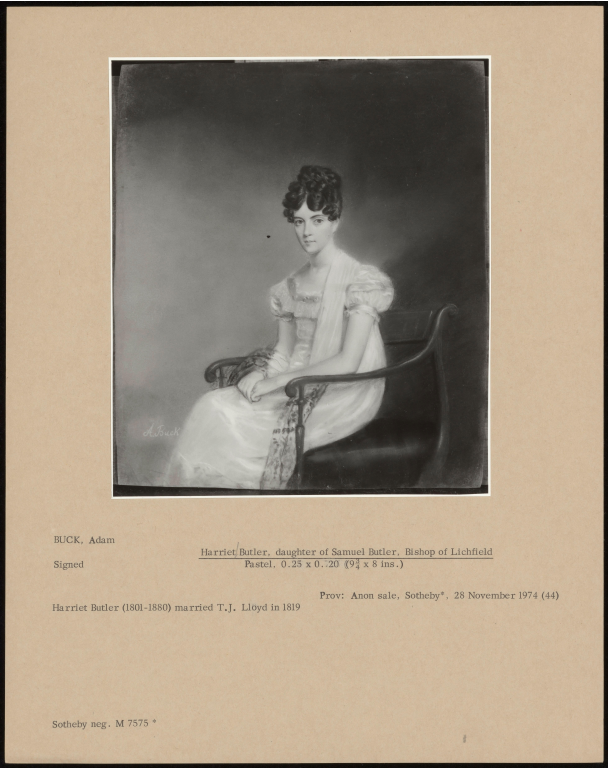 A. Buck
BUCK, Adam
Harriet Butler, daughter of Samuel Butler, Bishop of Lichfield
Signed
Pastel, 0.25 x 0.20 (9¾ x 8 ins.)
Prov: Anon sale, Sotheby*, 28 November 1974 (44)
Harriet Butler (1801-1880) married T.J. Lloyd in 1819
Sotheby neg. M 7575 *